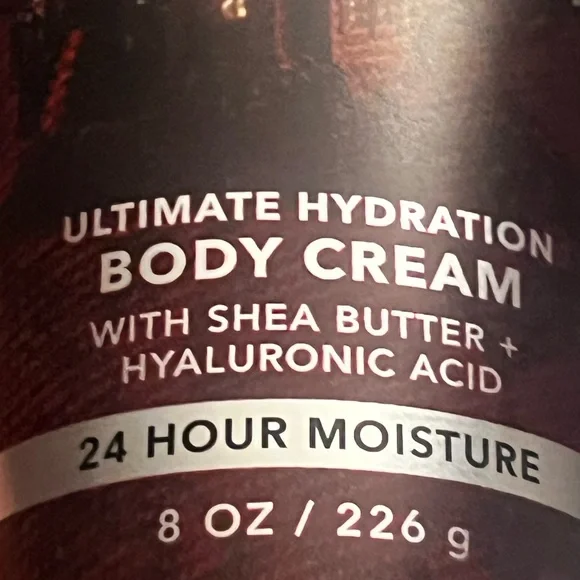 ULTIMATE HYDRATION
BODY CREAM
WITH SHEA BUTTER +
HYALURONIC ACID
24 HOUR MOISTURE
8 OZ / 226 g